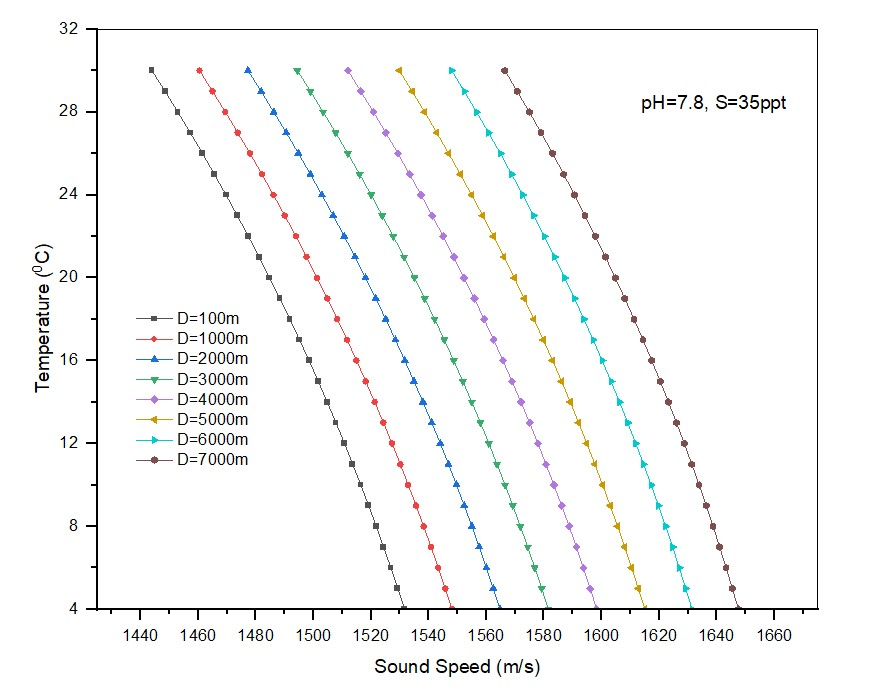 32
28
24
20
16
12
8
4
Temperature (⁰C)
pH=7.8, S=35ppt
D=100m
D=1000m
D=2000m
D=3000m
D=4000m
D=5000m
D=6000m
D=7000m
1440 1460 1480 1500 1520 1540 1560 1580 1600 1620 1640 1660
Sound Speed (m/s)